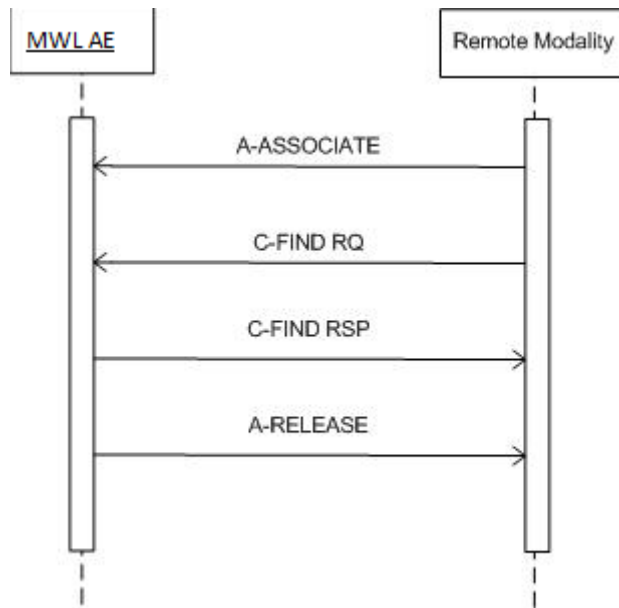 MWL AE
Remote Modality
A-ASSOCIATE
C-FIND RQ
C-FIND RSP
A-RELEASE